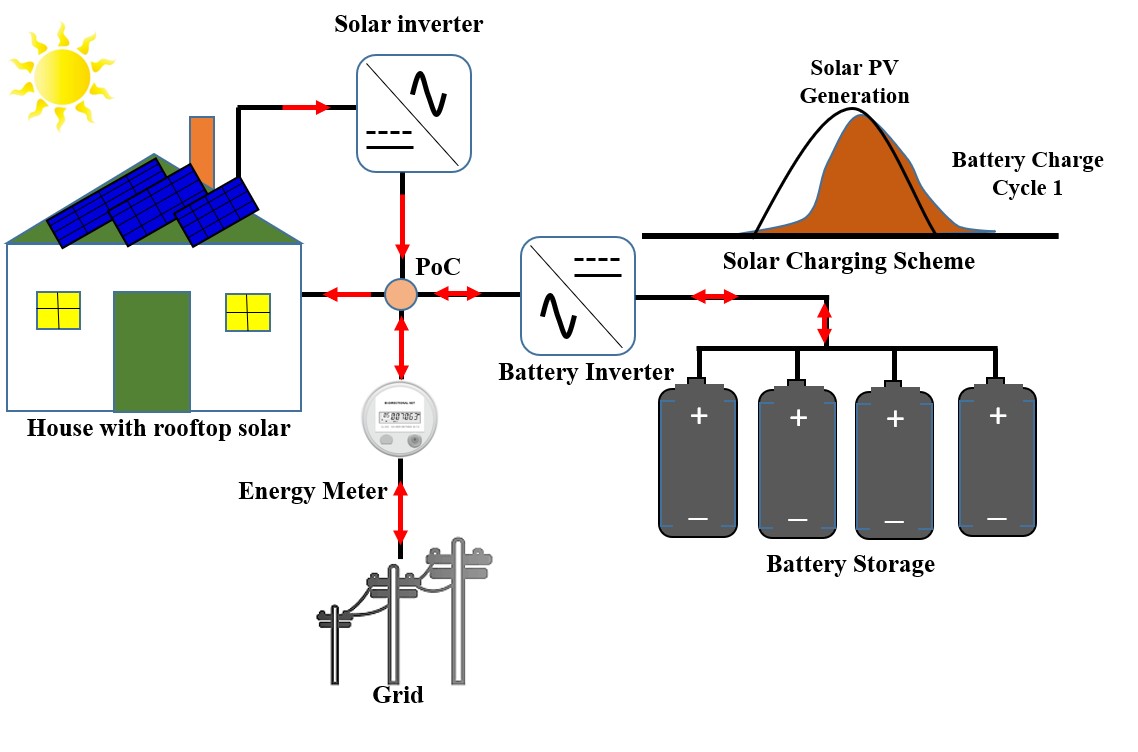 Solar inverter
Solar PV
Generation
Battery Charge
Cycle 1
Solar Charging Scheme
PoC
Battery Inverter
House with rooftop solar
Energy Meter
Battery Storage
Grid